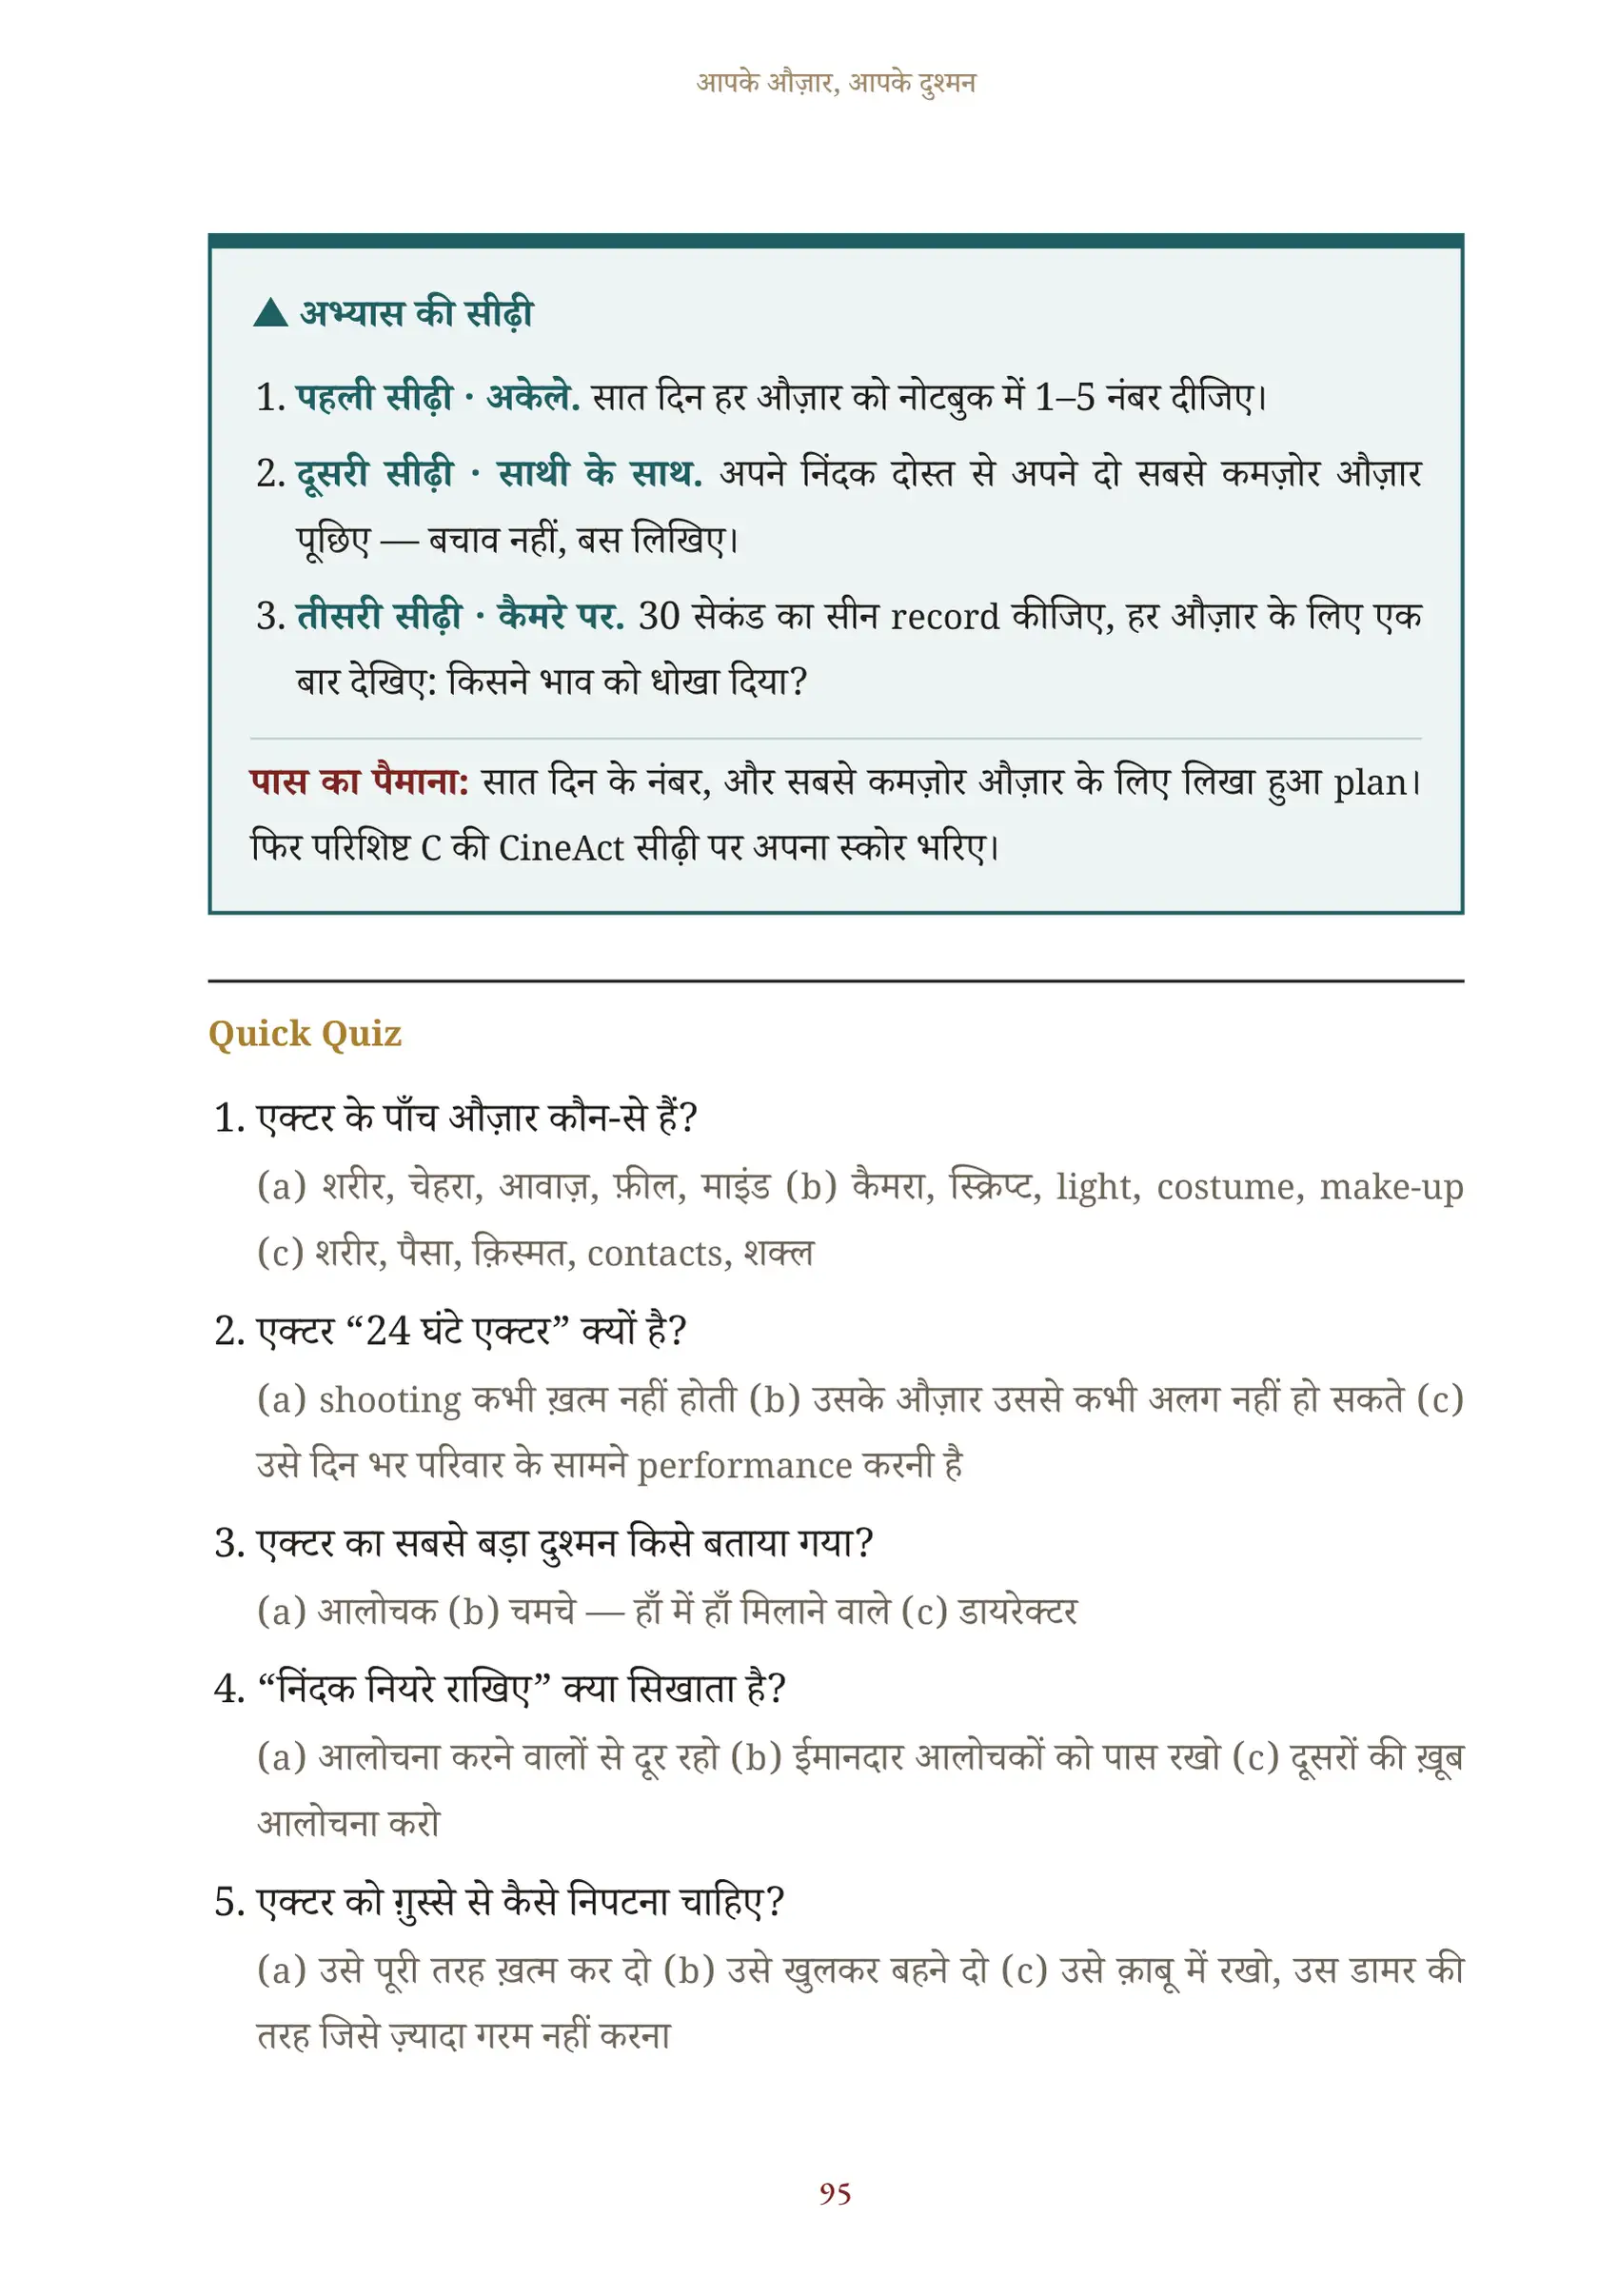 आपके औज़ार, आपके दुश्मन
▲ अभ्यास की सीढ़ी
1. पहली सीढ़ी · अकेले. सात दिन हर औज़ार को नोटबुक में 1–5 नंबर दीजिए।
2. दूसरी सीढ़ी · साथी के साथ. अपने निंदक दोस्त से अपने दो सबसे कमज़ोर औज़ार
पूछिए — बचाव नहीं, बस लिखिए।
3. तीसरी सीढ़ी · कैमरे पर. 30 सेकंड का सीन record कीजिए, हर औज़ार के लिए एक
बार देखिए: किसने भाव को धोखा दिया?
पास का पैमाना: सात दिन के नंबर, और सबसे कमज़ोर औज़ार के लिए लिखा हुआ plan।
फिर परिशिष्ट C की CineAct सीढ़ी पर अपना स्कोर भरिए।
Quick Quiz
1. एक्टर के पाँच औज़ार कौन-से हैं?
(a) शरीर, चेहरा, आवाज़, फ़ील, माइंड (b) कैमरा, स्क्रिप्ट, light, costume, make-up
(c) शरीर, पैसा, क़िस्मत, contacts, शक्ल
2. एक्टर “24 घंटे एक्टर” क्यों है?
(a) shooting कभी ख़त्म नहीं होती (b) उसके औज़ार उससे कभी अलग नहीं हो सकते (c)
उसे दिन भर परिवार के सामने performance करनी है
3. एक्टर का सबसे बड़ा दुश्मन किसे बताया गया?
(a) आलोचक (b) चमचे — हाँ में हाँ मिलाने वाले (c) डायरेक्टर
4. “निंदक नियरे राखिए” क्या सिखाता है?
(a) आलोचना करने वालों से दूर रहो (b) ईमानदार आलोचकों को पास रखो (c) दूसरों की ख़ूब
आलोचना करो
5. एक्टर को ग़ुस्से से कैसे निपटना चाहिए?
(a) उसे पूरी तरह ख़त्म कर दो (b) उसे खुलकर बहने दो (c) उसे क़ाबू में रखो, उस डामर की
तरह जिसे ज़्यादा गरम नहीं करना
95